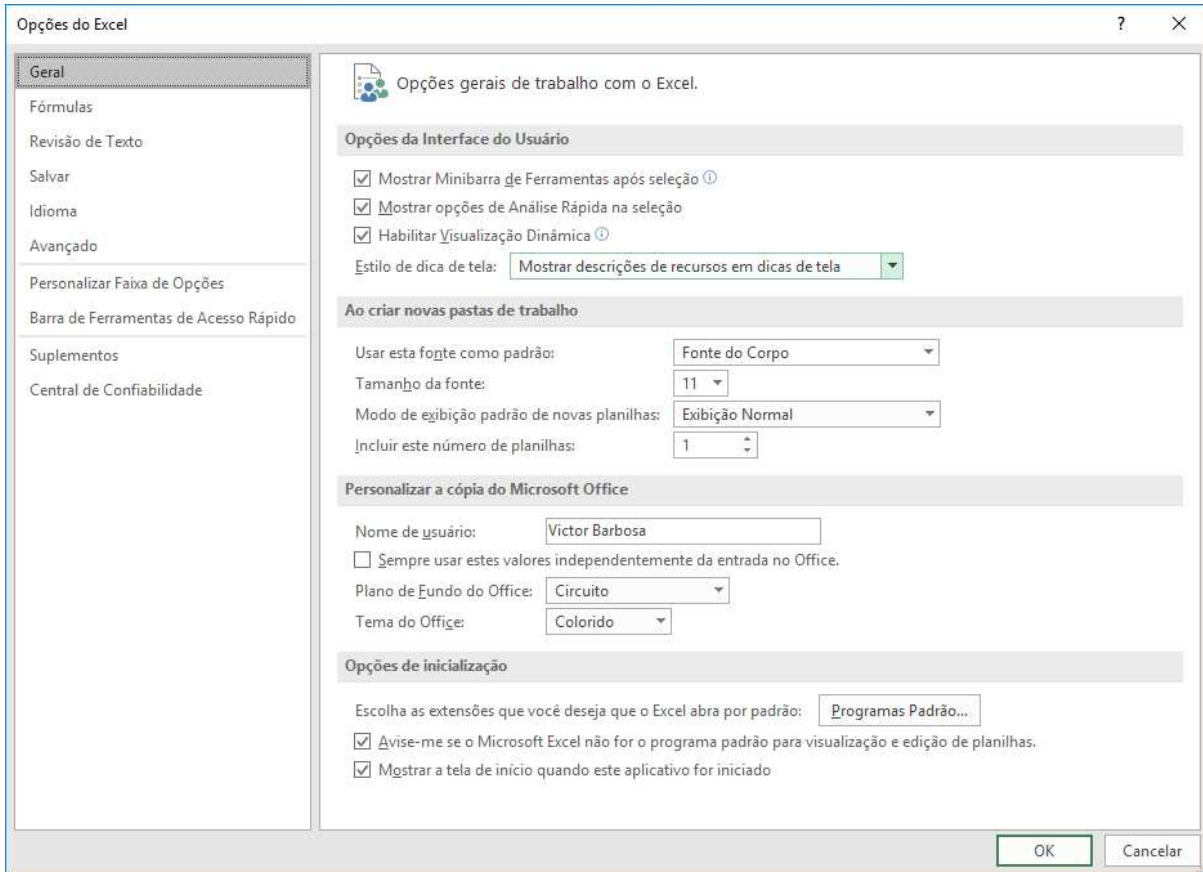 Opções do Excel
?
Geral
Fórmulas
Revisão de Texto
Salvar
Idioma
Avançado
Personalizar Faixa de Opções
Barra de Ferramentas de Acesso Rápido
Suplementos
Central de Confiabilidade
Opções gerais de trabalho com o Excel.
Opções da Interface do Usuário
Mostrar Minibarra de Ferramentas após seleção
Mostrar opções de Análise Rápida na seleção
Habilitar Visualização Dinâmica
Estilo de dica de tela: Mostrar descrições de recursos em dicas de tela
Ao criar novas pastas de trabalho
Usar esta fonte como padrão: Fonte do Corpo
Tamanho da fonte: 11
Modo de exibição padrão de novas planilhas: Exibição Normal
Incluir este número de planilhas: 1
Personalizar a cópia do Microsoft Office
Nome de usuário: Victor Barbosa
Sempre usar estes valores independentemente da entrada no Office.
Plano de Fundo do Office: Circuito
Tema do Office: Colorido
Opções de inicialização
Escolha as extensões que você deseja que o Excel abra por padrão: Programas Padrão...
Avise-me se o Microsoft Excel não for o programa padrão para visualização e edição de planilhas.
Mostrar a tela de início quando este aplicativo for iniciado
OK Cancelar